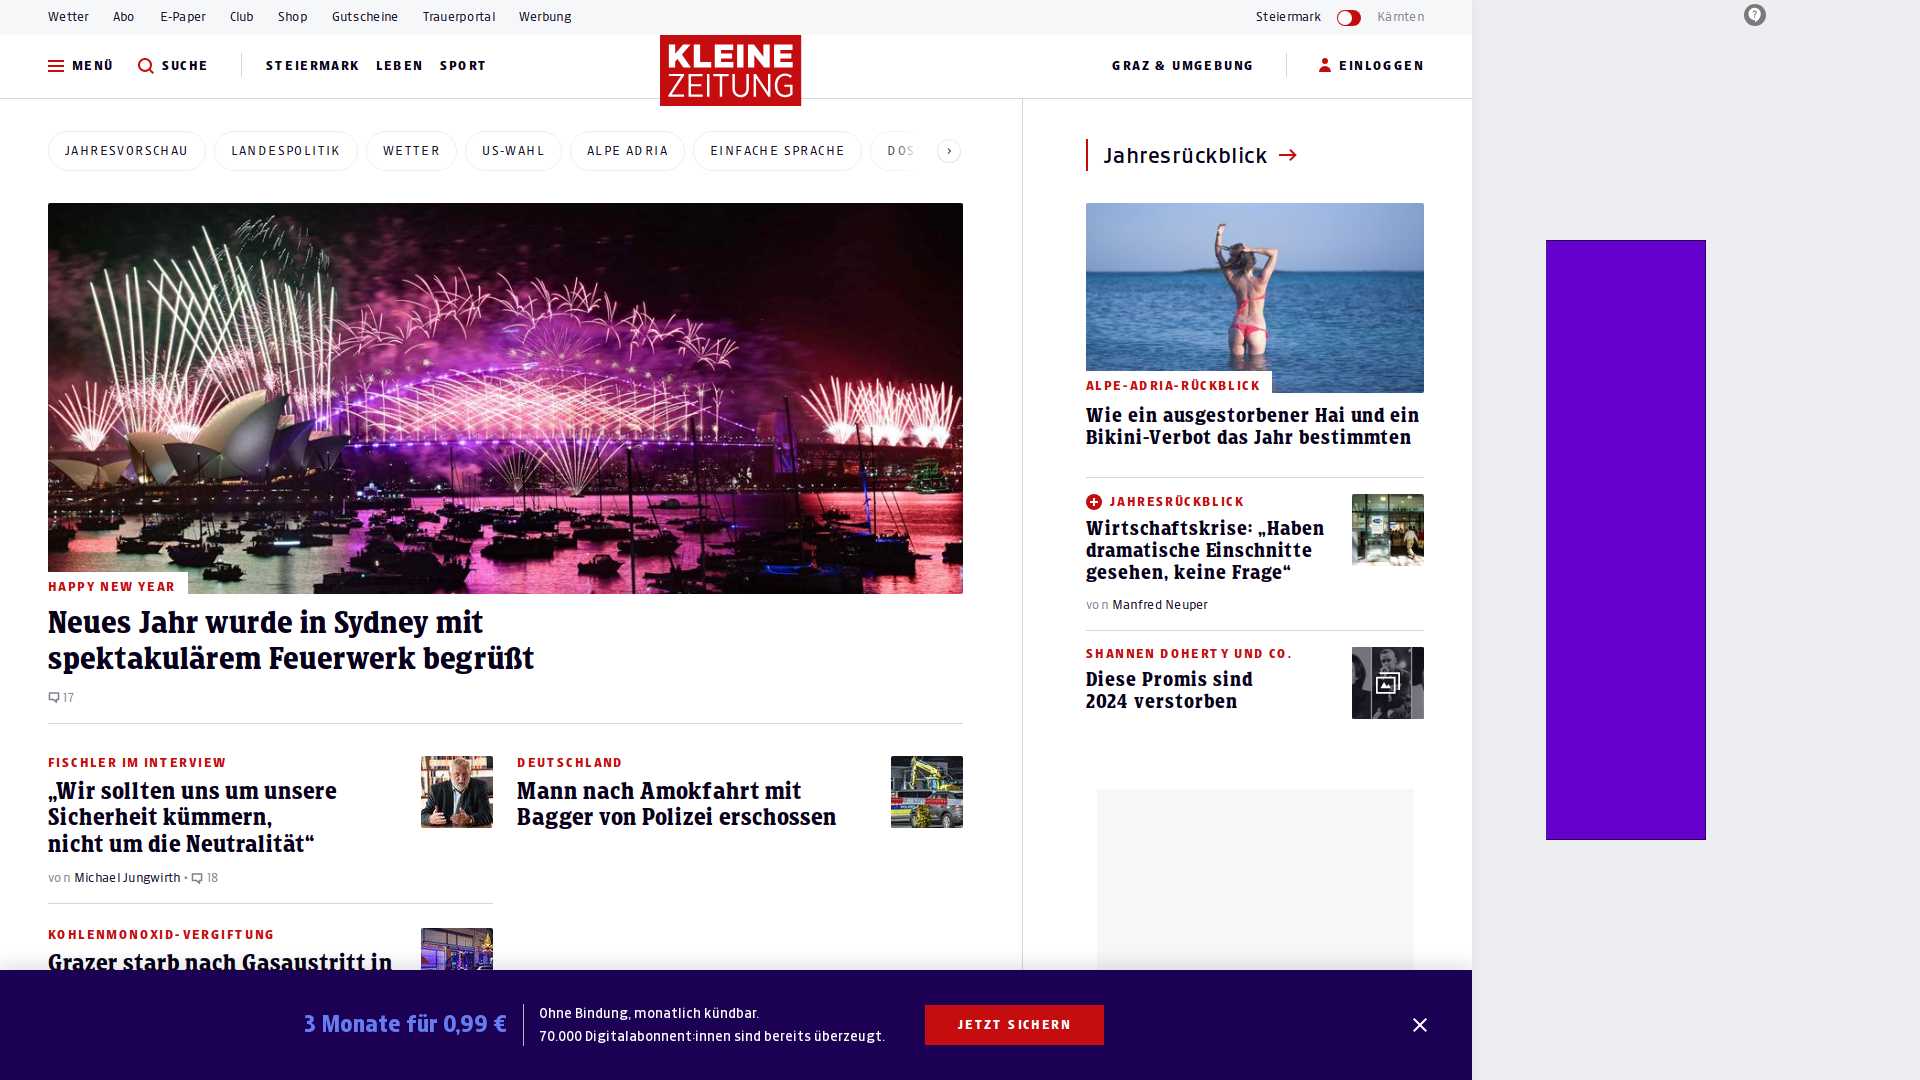 Wetter
Abo
E-Paper
Club
Shop
Gutscheine
Trauerportal
Werbung
Steiermark
Kärnten
MENÜ
SUCHE
STEIERMARK
LEBEN
SPORT
KLEINE
ZEITUNG
GRAZ & UMGEBUNG
EINLOGGEN
JAHRESVORSCHAU
LANDESPOLITIK
WETTER
US-WAHL
ALPE ADRIA
EINFACHE SPRACHE
DOS
HAPPY NEW YEAR
Neues Jahr wurde in Sydney mit
spektakulärem Feuerwerk begrüßt
17
FISCHLER IM INTERVIEW
„Wir sollten uns um unsere
Sicherheit kümmern,
nicht um die Neutralität“
von Michael Jungwirth • 18
DEUTSCHLAND
Mann nach Amokfahrt mit
Bagger von Polizei erschossen
KOHLENMONOXID-VERGIFTUNG
Grazer starb nach Gasaustritt in
Jahresrückblick
ALPE-ADRIA-RÜCKBLICK
Wie ein ausgestorbener Hai und ein
Bikini-Verbot das Jahr bestimmten
JAHRESRÜCKBLICK
Wirtschaftskrise: „Haben
dramatische Einschnitte
gesehen, keine Frage“
von Manfred Neuper
SHANNEN DOHERTY UND CO.
Diese Promis sind
2024 verstorben
3 Monate für 0,99 €
Ohne Bindung, monatlich kündbar.
70.000 Digitalabonnent:innen sind bereits überzeugt.
JETZT SICHERN